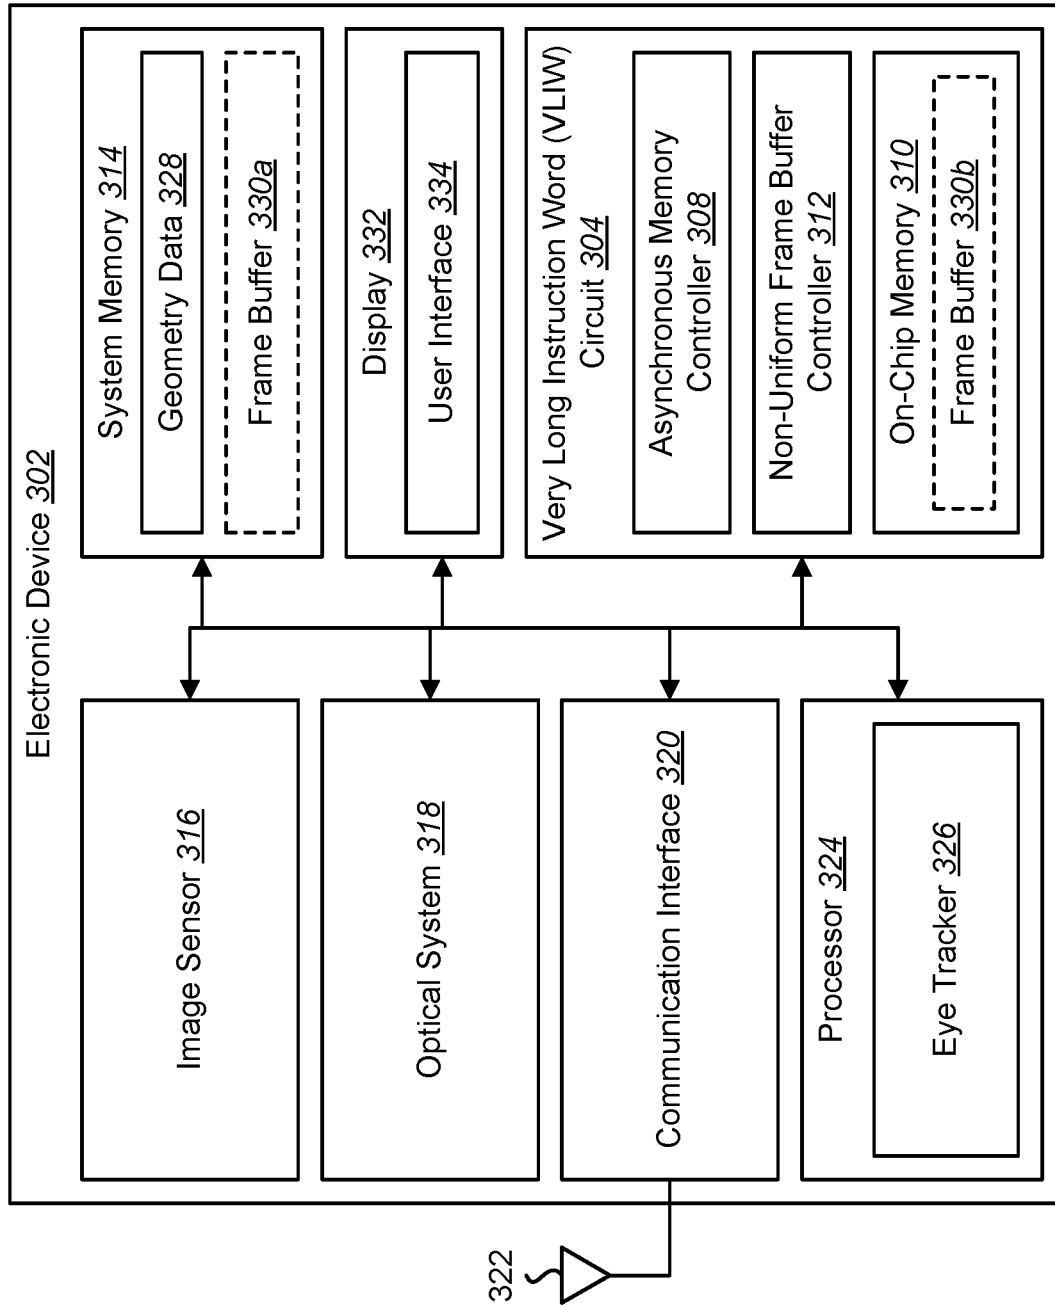 Electronic Device 302
Image Sensor 316
Optical System 318
Communication Interface 320
Processor 324
Eye Tracker 326
322
System Memory 314
Geometry Data 328
Frame Buffer 330a
Display 332
User Interface 334
Very Long Instruction Word (VLIW)
Circuit 304
Asynchronous Memory
Controller 308
Non-Uniform Frame Buffer
Controller 312
On-Chip Memory 310
Frame Buffer 330b